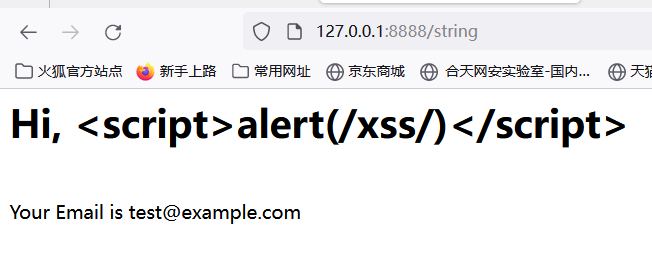 127.0.0.1:8888/string
火狐官方站点 新手上路 常用网址 京东商城 合天网安实验室-国内... 天猫
Hi, <script>alert(/xss/)</script>
Your Email is test@example.com